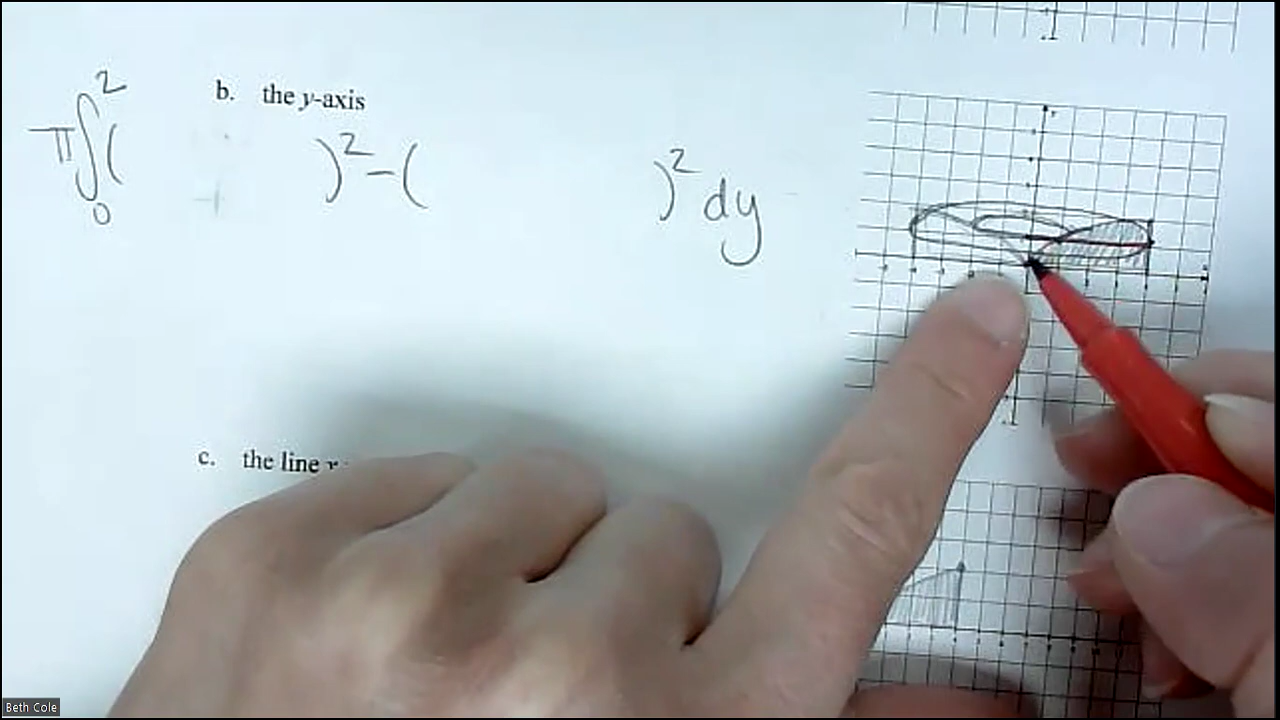 b. the y-axis
π∫₀² (      )² − (      )² dy
c. the line
Beth Cole